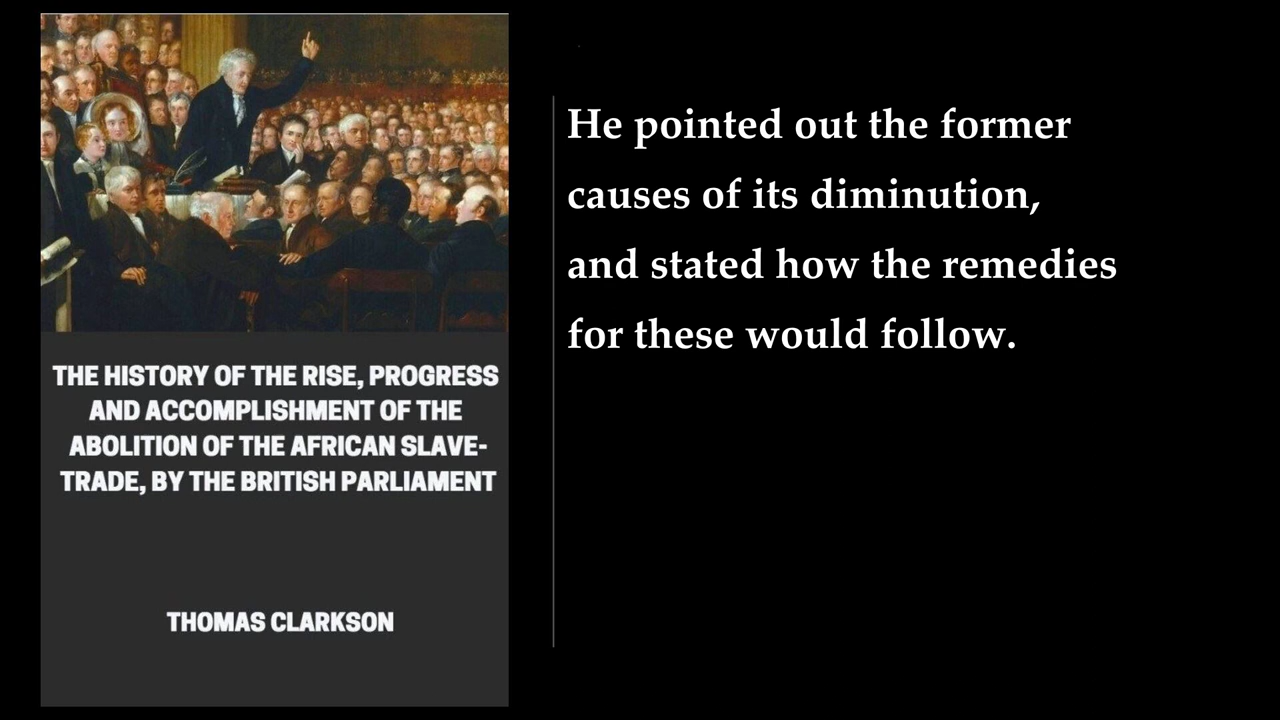 THE HISTORY OF THE RISE, PROGRESS
AND ACCOMPLISHMENT OF THE
ABOLITION OF THE AFRICAN SLAVE-
TRADE, BY THE BRITISH PARLIAMENT
THOMAS CLARKSON
He pointed out the former
causes of its diminution,
and stated how the remedies
for these would follow.